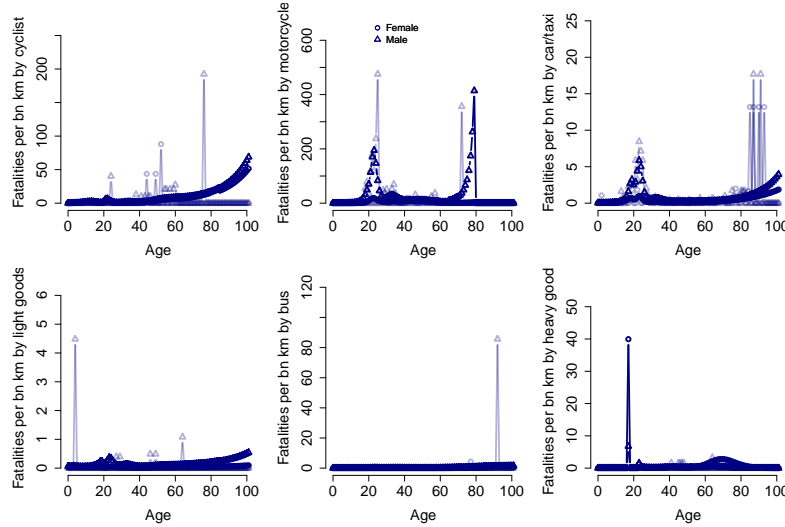 Fatalities per bn km by cyclist
0 50 100 200
0 20 40 60 80 100
Age
Fatalities per bn km by motorcycle
0 200 400 600
0 20 40 60 80 100
Age
Female
Male
Fatalities per bn km by car/taxi
0 5 10 15 20 25
0 20 40 60 80 100
Age
Fatalities per bn km by light goods
0 1 2 3 4 5 6
0 20 40 60 80 100
Age
Fatalities per bn km by bus
0 20 40 60 80 120
0 20 40 60 80 100
Age
Fatalities per bn km by heavy good
0 10 20 30 40 50
0 20 40 60 80 100
Age